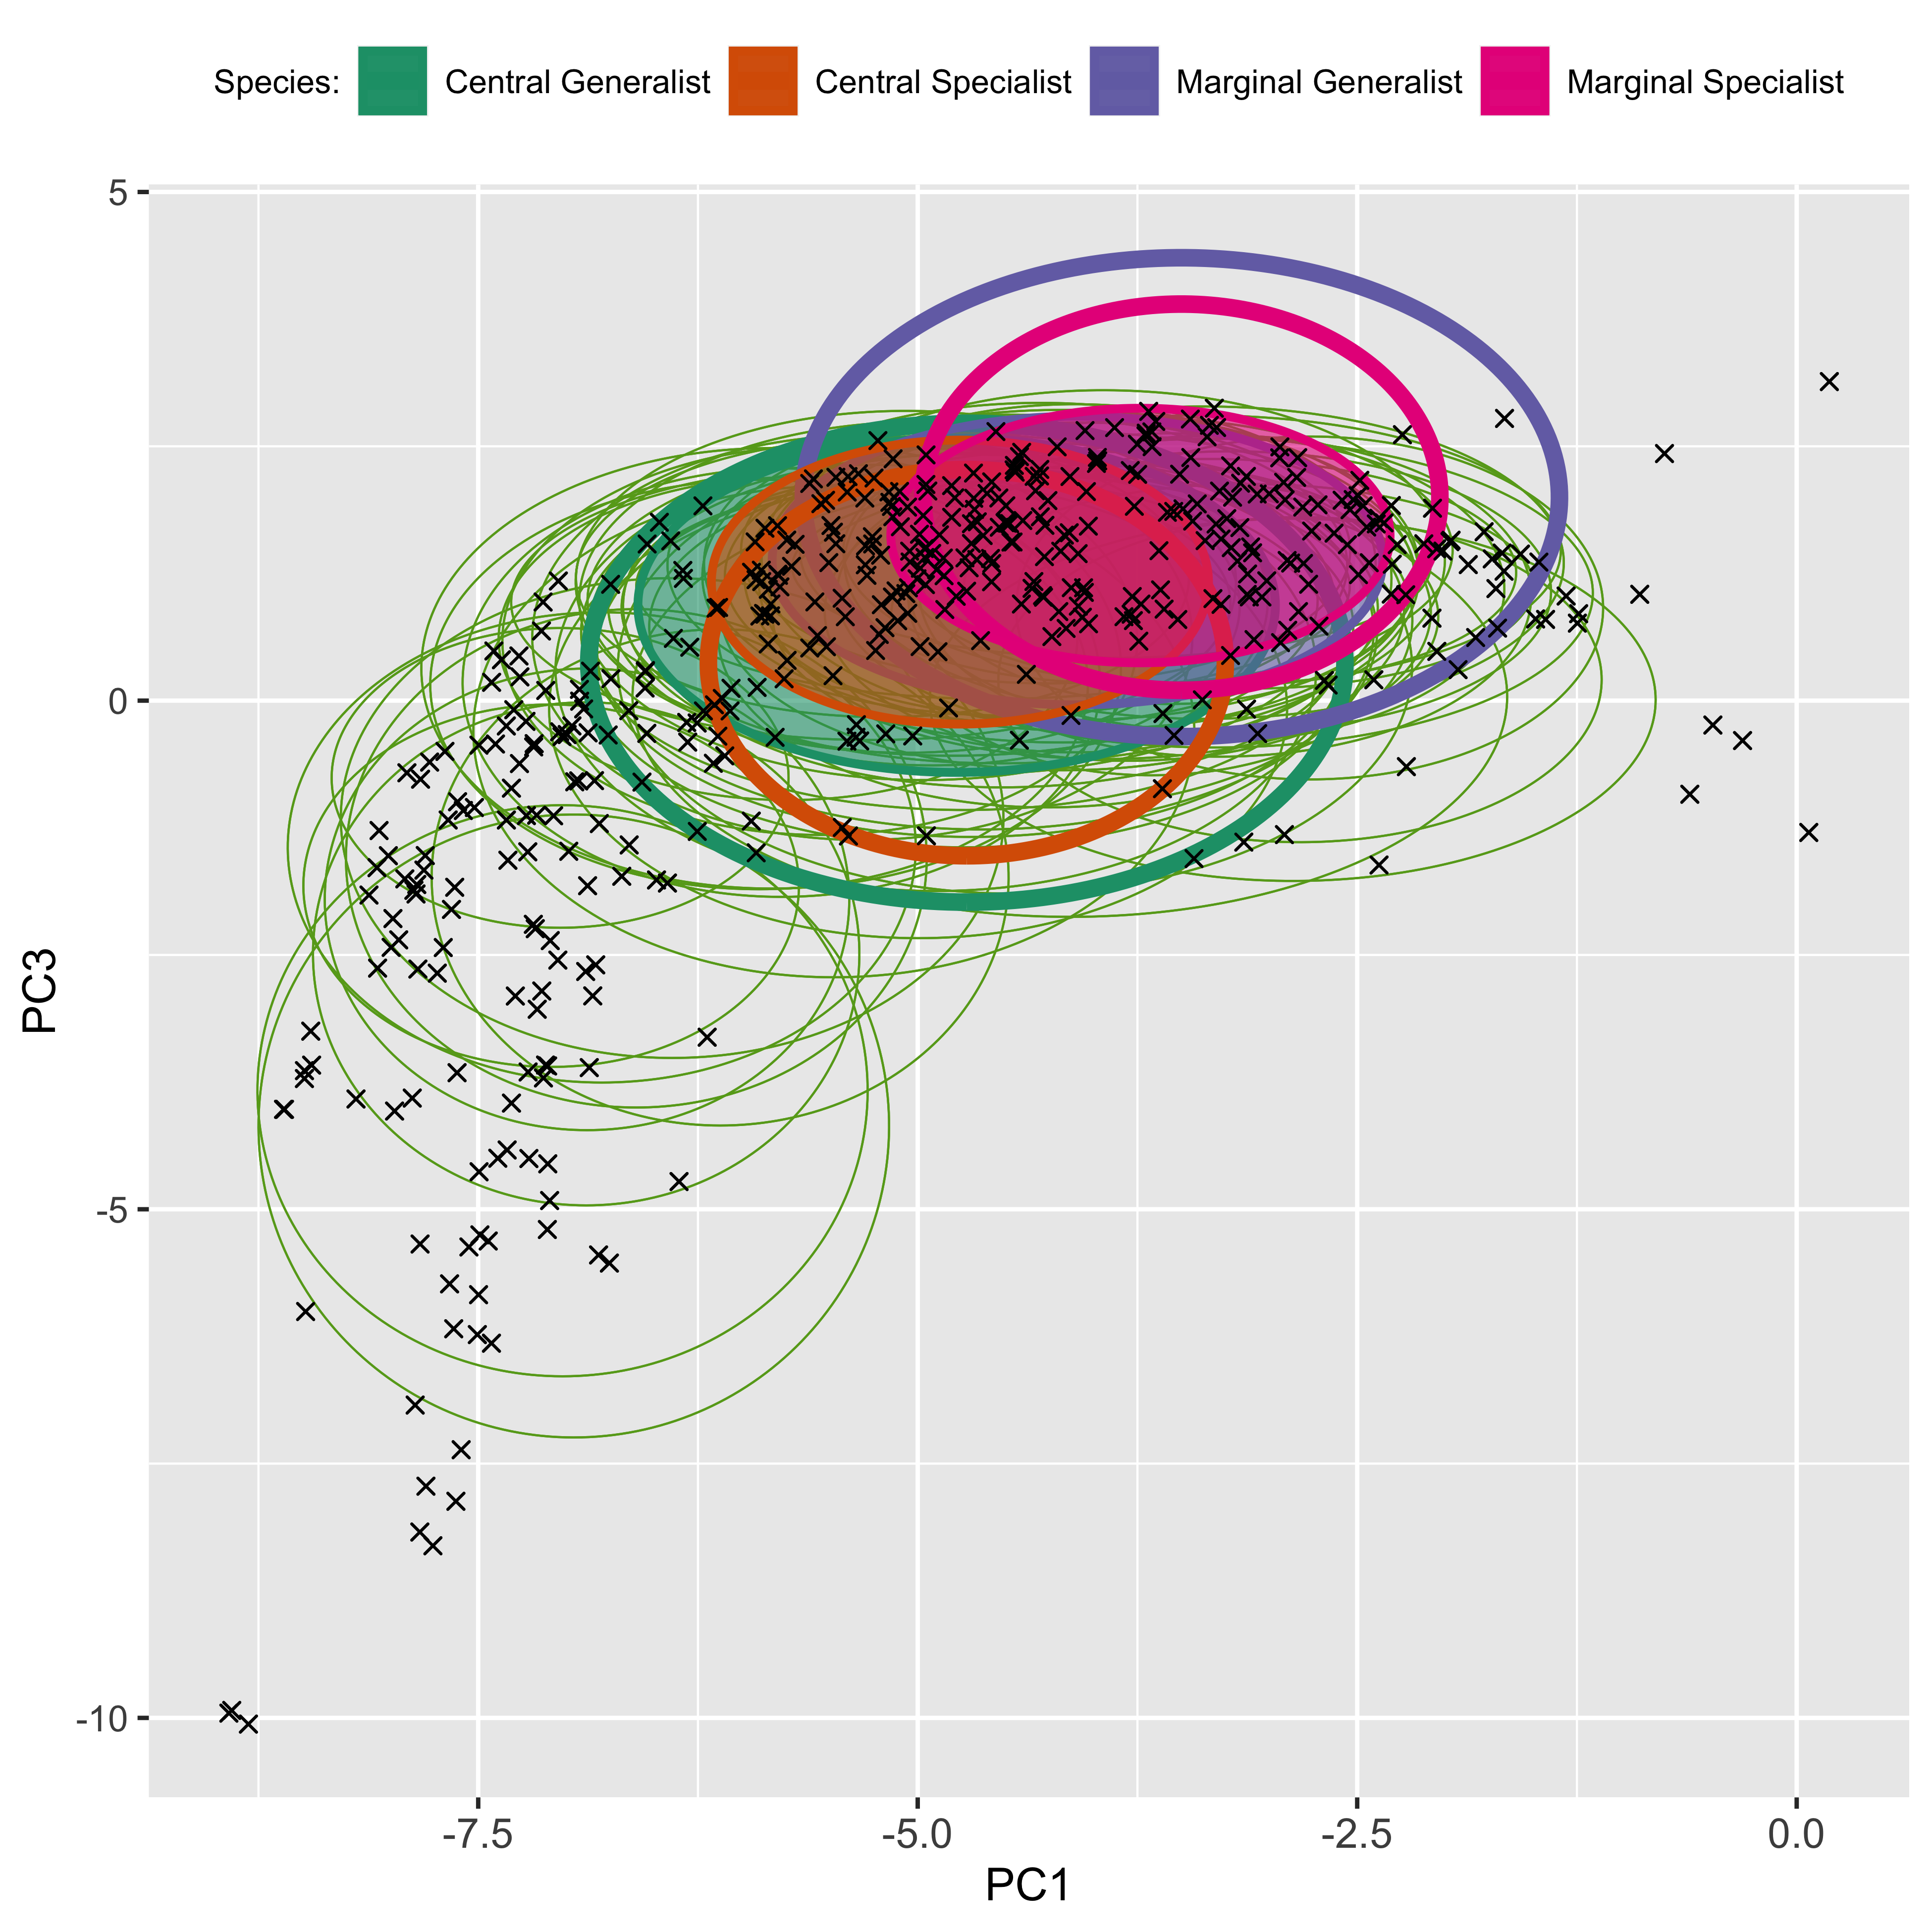 Species: Central Generalist Central Specialist Marginal Generalist Marginal Specialist
5
0
-5
-10
PC3
-7.5 -5.0 -2.5 0.0
PC1